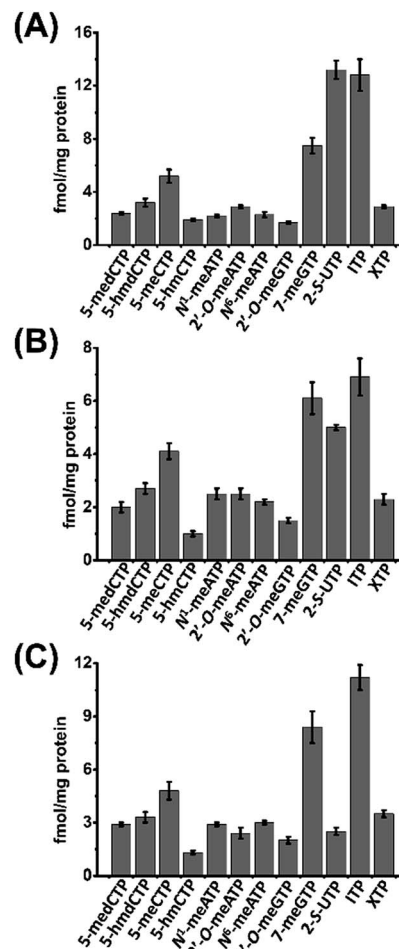 (A)
fmol/mg protein
16
12
8
4
0
5-medCTP
5-hmdCTP
5-meCTP
5-hmCTP
N¹-meATP
2'-O-meATP
N⁶-meATP
2'-O-meGTP
7-meGTP
2-S-UTP
ITP
XTP
(B)
fmol/mg protein
8
6
4
2
0
5-medCTP
5-hmdCTP
5-meCTP
5-hmCTP
N¹-meATP
2'-O-meATP
N⁶-meATP
2'-O-meGTP
7-meGTP
2-S-UTP
ITP
XTP
(C)
fmol/mg protein
12
9
6
3
0
5-medCTP
5-hmdCTP
5-meCTP
5-hmCTP
N¹-meATP
2'-O-meATP
N⁶-meATP
2'-O-meGTP
7-meGTP
2-S-UTP
ITP
XTP